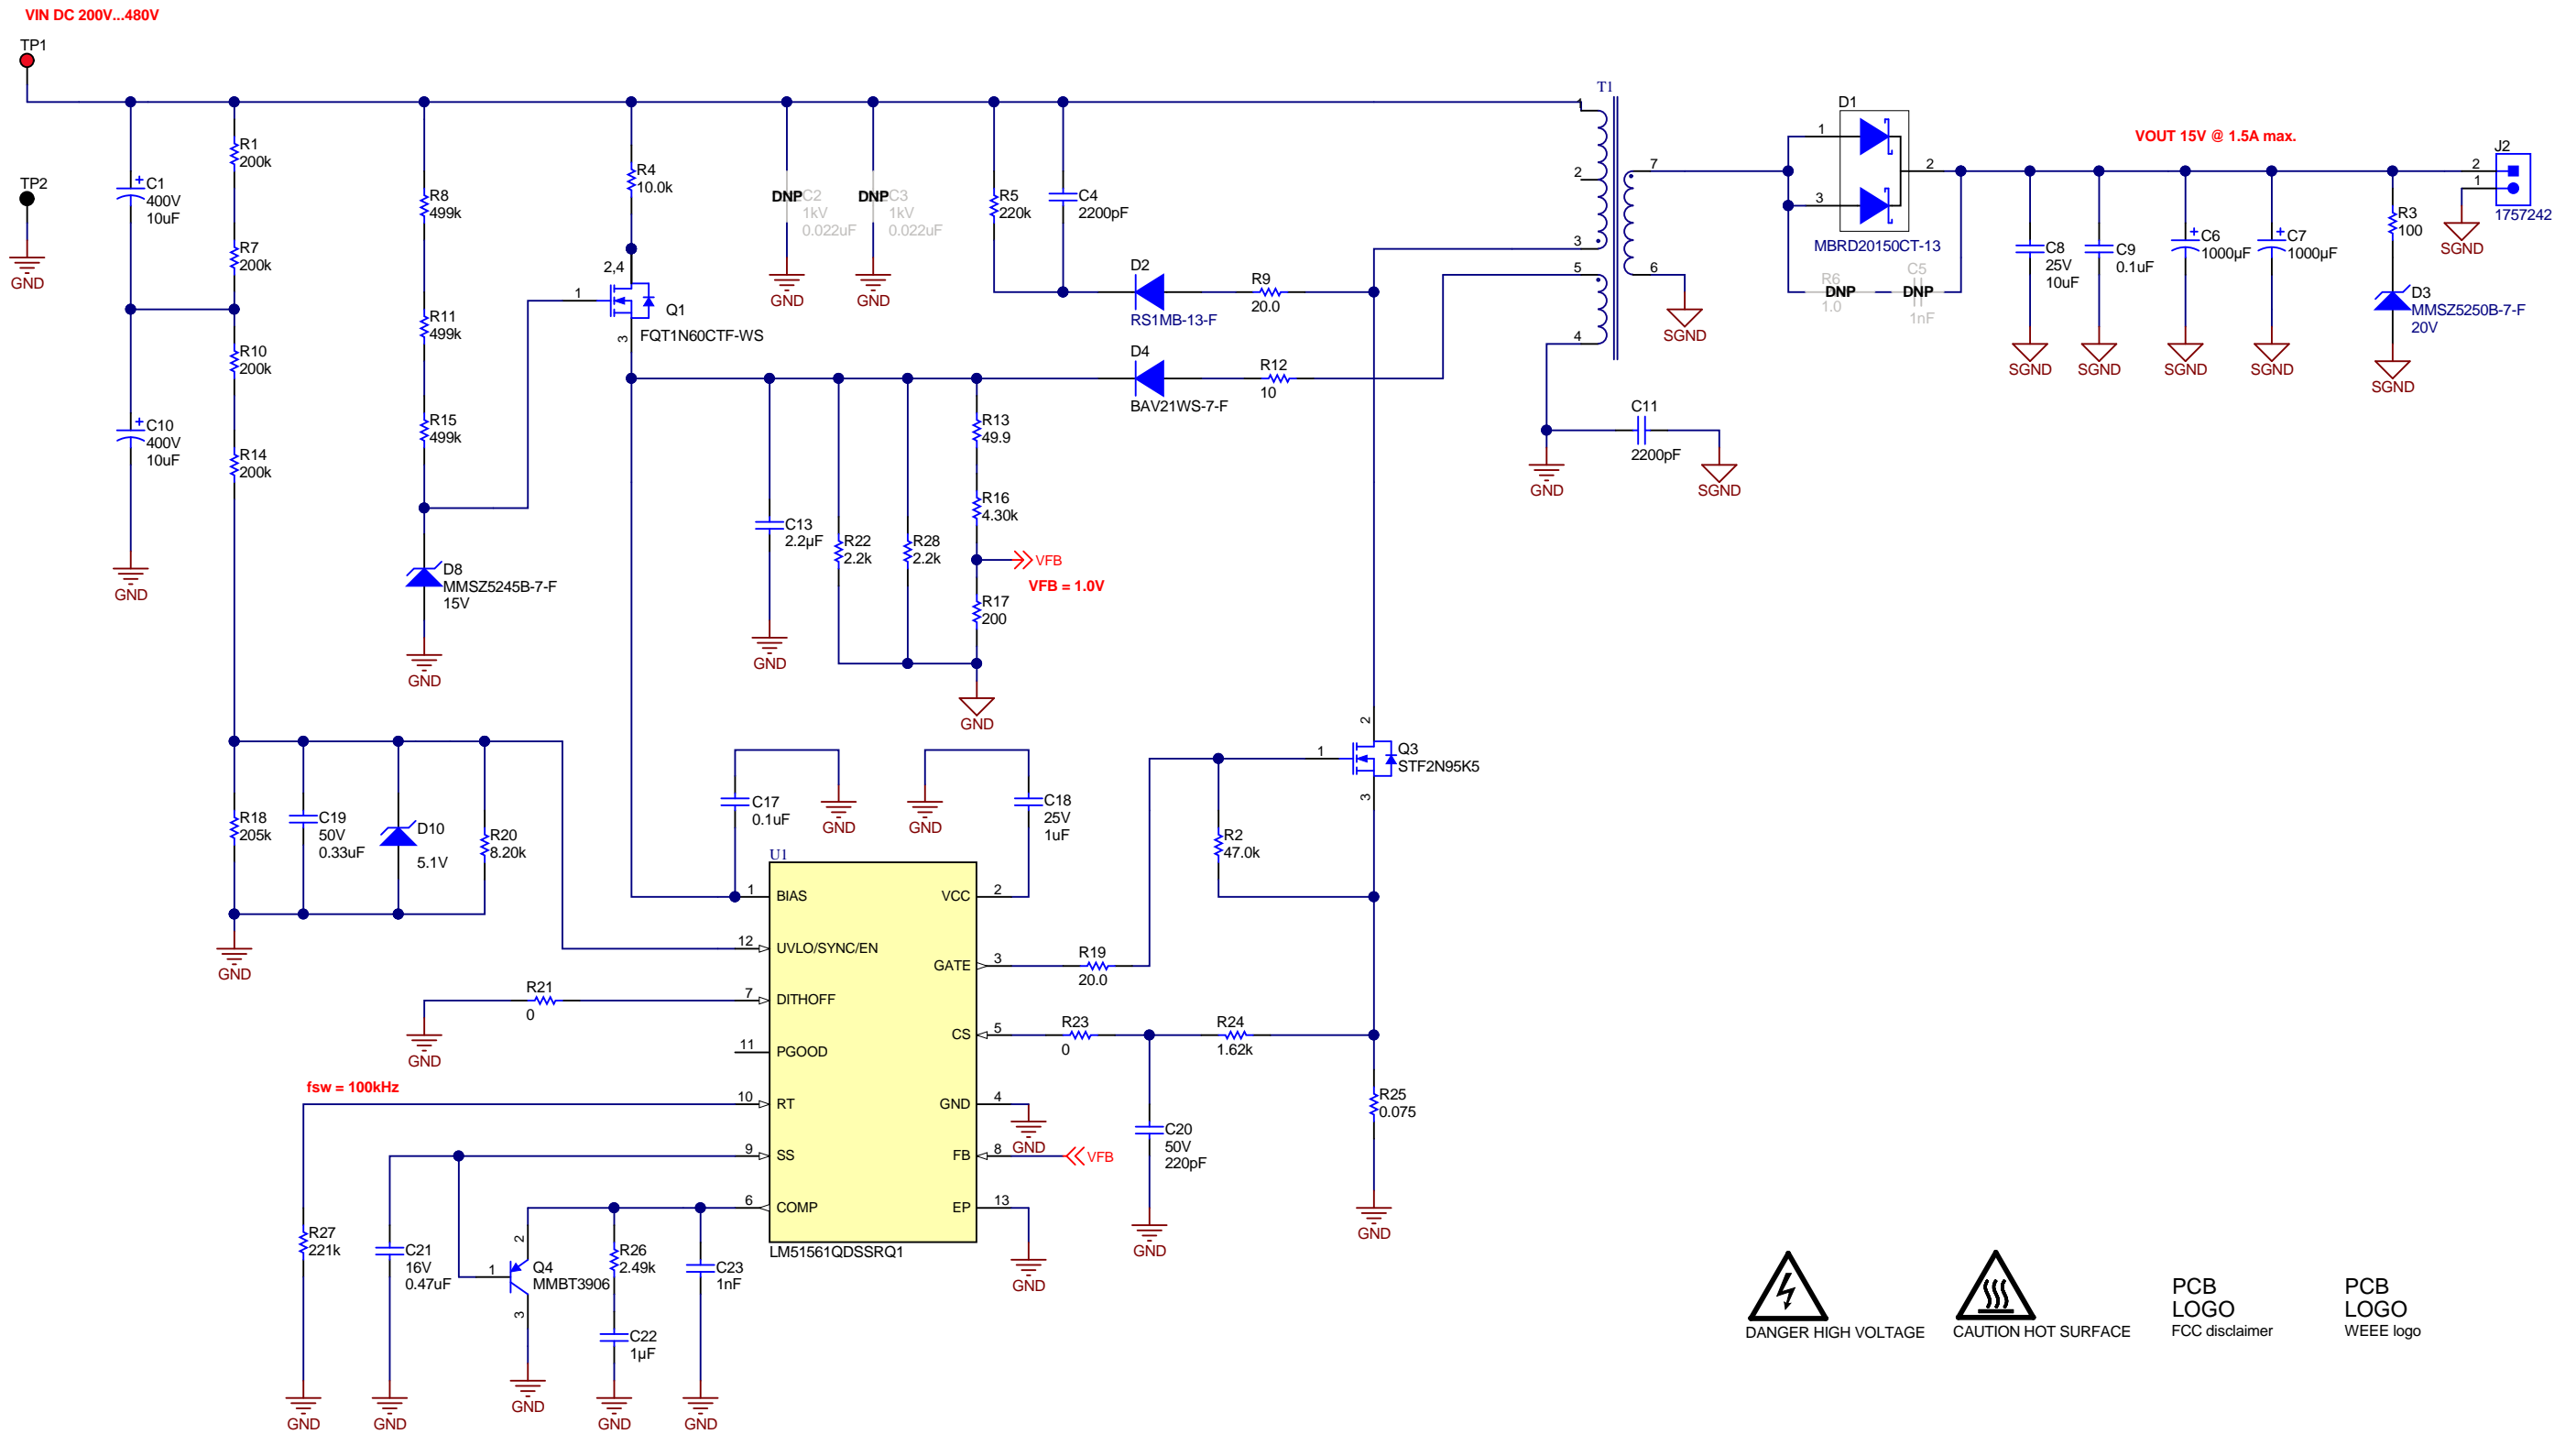 VIN DC 200V...480V
TP1
TP2
GND
C1
400V
10uF
C10
400V
10uF
GND
R1
200k
R7
200k
R10
200k
R14
200k
R8
499k
R11
499k
R15
499k
D8
MMSZ5245B-7-F
15V
GND
R4
10.0k
2,4
1
Q1
3
FQT1N60CTF-WS
DNP
C2
1kV
0.022uF
GND
DNP
C3
1kV
0.022uF
GND
R5
220k
C4
2200pF
D2
RS1MB-13-F
R9
20.0
D4
BAV21WS-7-F
R12
10
T1
1
2
3
5
4
7
6
SGND
GND
C11
2200pF
SGND
D1
1
3
2
MBRD20150CT-13
R6
DNP
1.0
C5
DNP
1nF
VOUT 15V @ 1.5A max.
C8
25V
10uF
SGND
C9
0.1uF
SGND
C6
1000µF
SGND
C7
1000µF
SGND
R3
100
D3
MMSZ5250B-7-F
20V
SGND
J2
2
1
1757242
SGND
C13
2.2µF
GND
R22
2.2k
R28
2.2k
R13
49.9
R16
4.30k
VFB
VFB = 1.0V
R17
200
GND
R18
205k
C19
50V
0.33uF
D10
5.1V
R20
8.20k
GND
C17
0.1uF
GND
GND
C18
25V
1uF
2
1
Q3
STF2N95K5
3
R2
47.0k
U1
1
BIAS
VCC
2
12
UVLO/SYNC/EN
GATE
3
R19
20.0
R21
0
GND
7
DITHOFF
CS
5
R23
0
R24
1.62k
11
PGOOD
fsw = 100kHz
10
RT
GND
4
GND
9
SS
FB
8
VFB
6
COMP
EP
13
GND
LM51561QDSSRQ1
C20
50V
220pF
GND
R25
0.075
GND
R27
221k
GND
C21
16V
0.47uF
GND
2
1
Q4
MMBT3906
3
GND
R26
2.49k
C22
1µF
GND
C23
1nF
GND
DANGER HIGH VOLTAGE
CAUTION HOT SURFACE
PCB
LOGO
FCC disclaimer
PCB
LOGO
WEEE logo